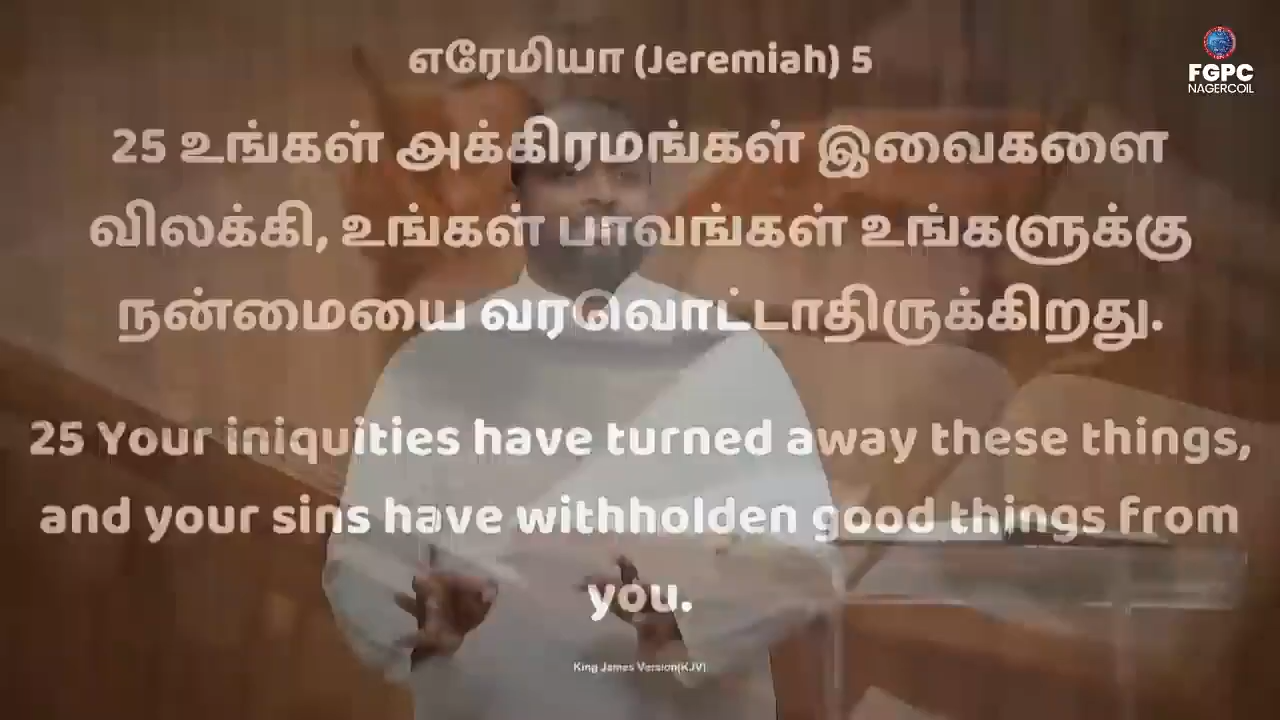 எரேமியா (Jeremiah) 5
FGPC
NAGERCOIL
25 உங்கள் அக்கிரமங்கள் இவைகளை
விலக்கி, உங்கள் பாவங்கள் உங்களுக்கு
நன்மையை வரவொட்டாதிருக்கிறது.
25 Your iniquities have turned away these things,
and your sins have withholden good things from
you.
King James Version(KJV)